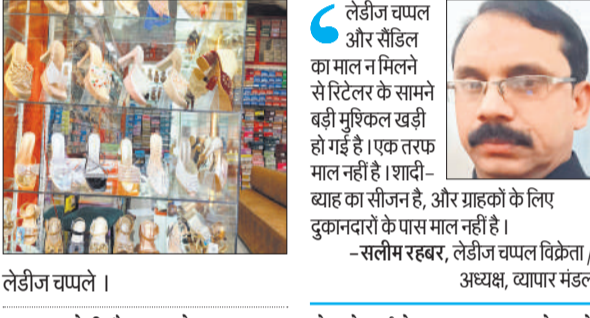 लेडीज चप्पले ।
लेडीज चप्पल
और सैंडिल
का माल न मिलने
से रिटेलर के सामने
बड़ी मुश्किल खड़ी
हो गई है।एक तरफ
माल नहीं है।शादी-
ब्याह का सीजन है, और ग्राहकों के लिए
दुकानदारों के पास माल नहीं है।
-सलीम रहबर, लेडीज चप्पल विक्रेता /
अध्यक्ष, व्यापार मंडल